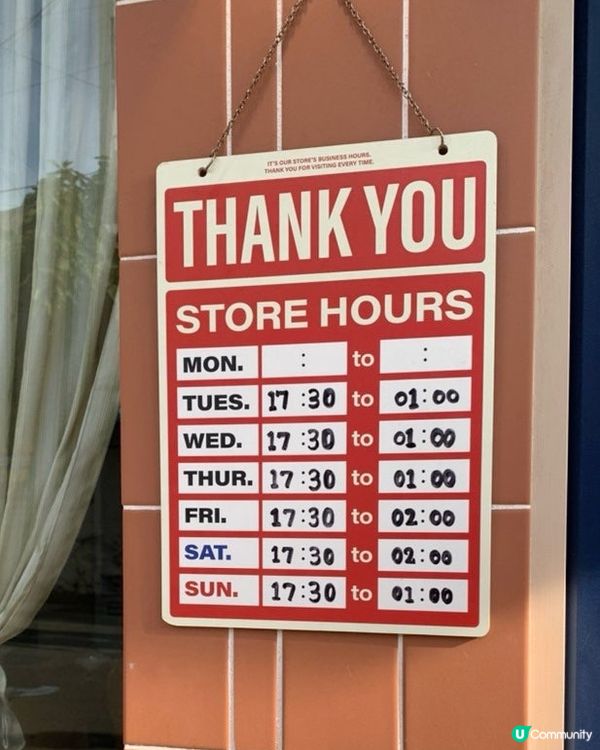 IT'S OUR STORE'S BUSINESS HOURS.
THANK YOU FOR VISITING EVERY TIME.
THANK YOU
STORE HOURS
MON. : to :
TUES. 17:30 to 01:00
WED. 17:30 to 01:00
THUR. 17:30 to 01:00
FRI. 17:30 to 02:00
SAT. 17:30 to 02:00
SUN. 17:30 to 01:00
U Community